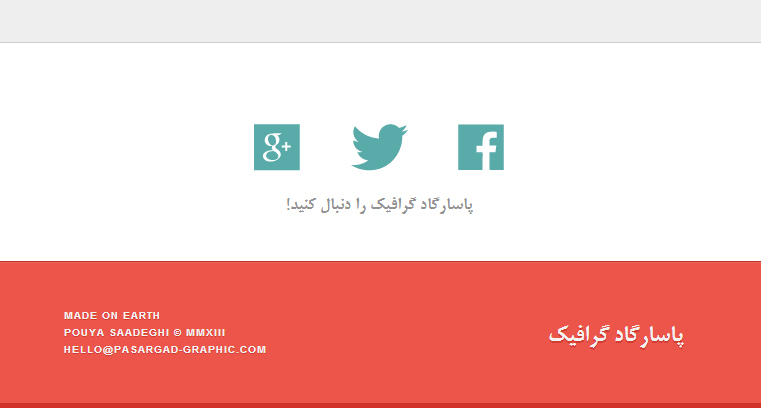 پاسارگاد گرافیک را دنبال کنید!
MADE ON EARTH
POUYA SAADEGHI © MMXIII
HELLO@PASARGAD-GRAPHIC.COM
پاسارگاد گرافیک